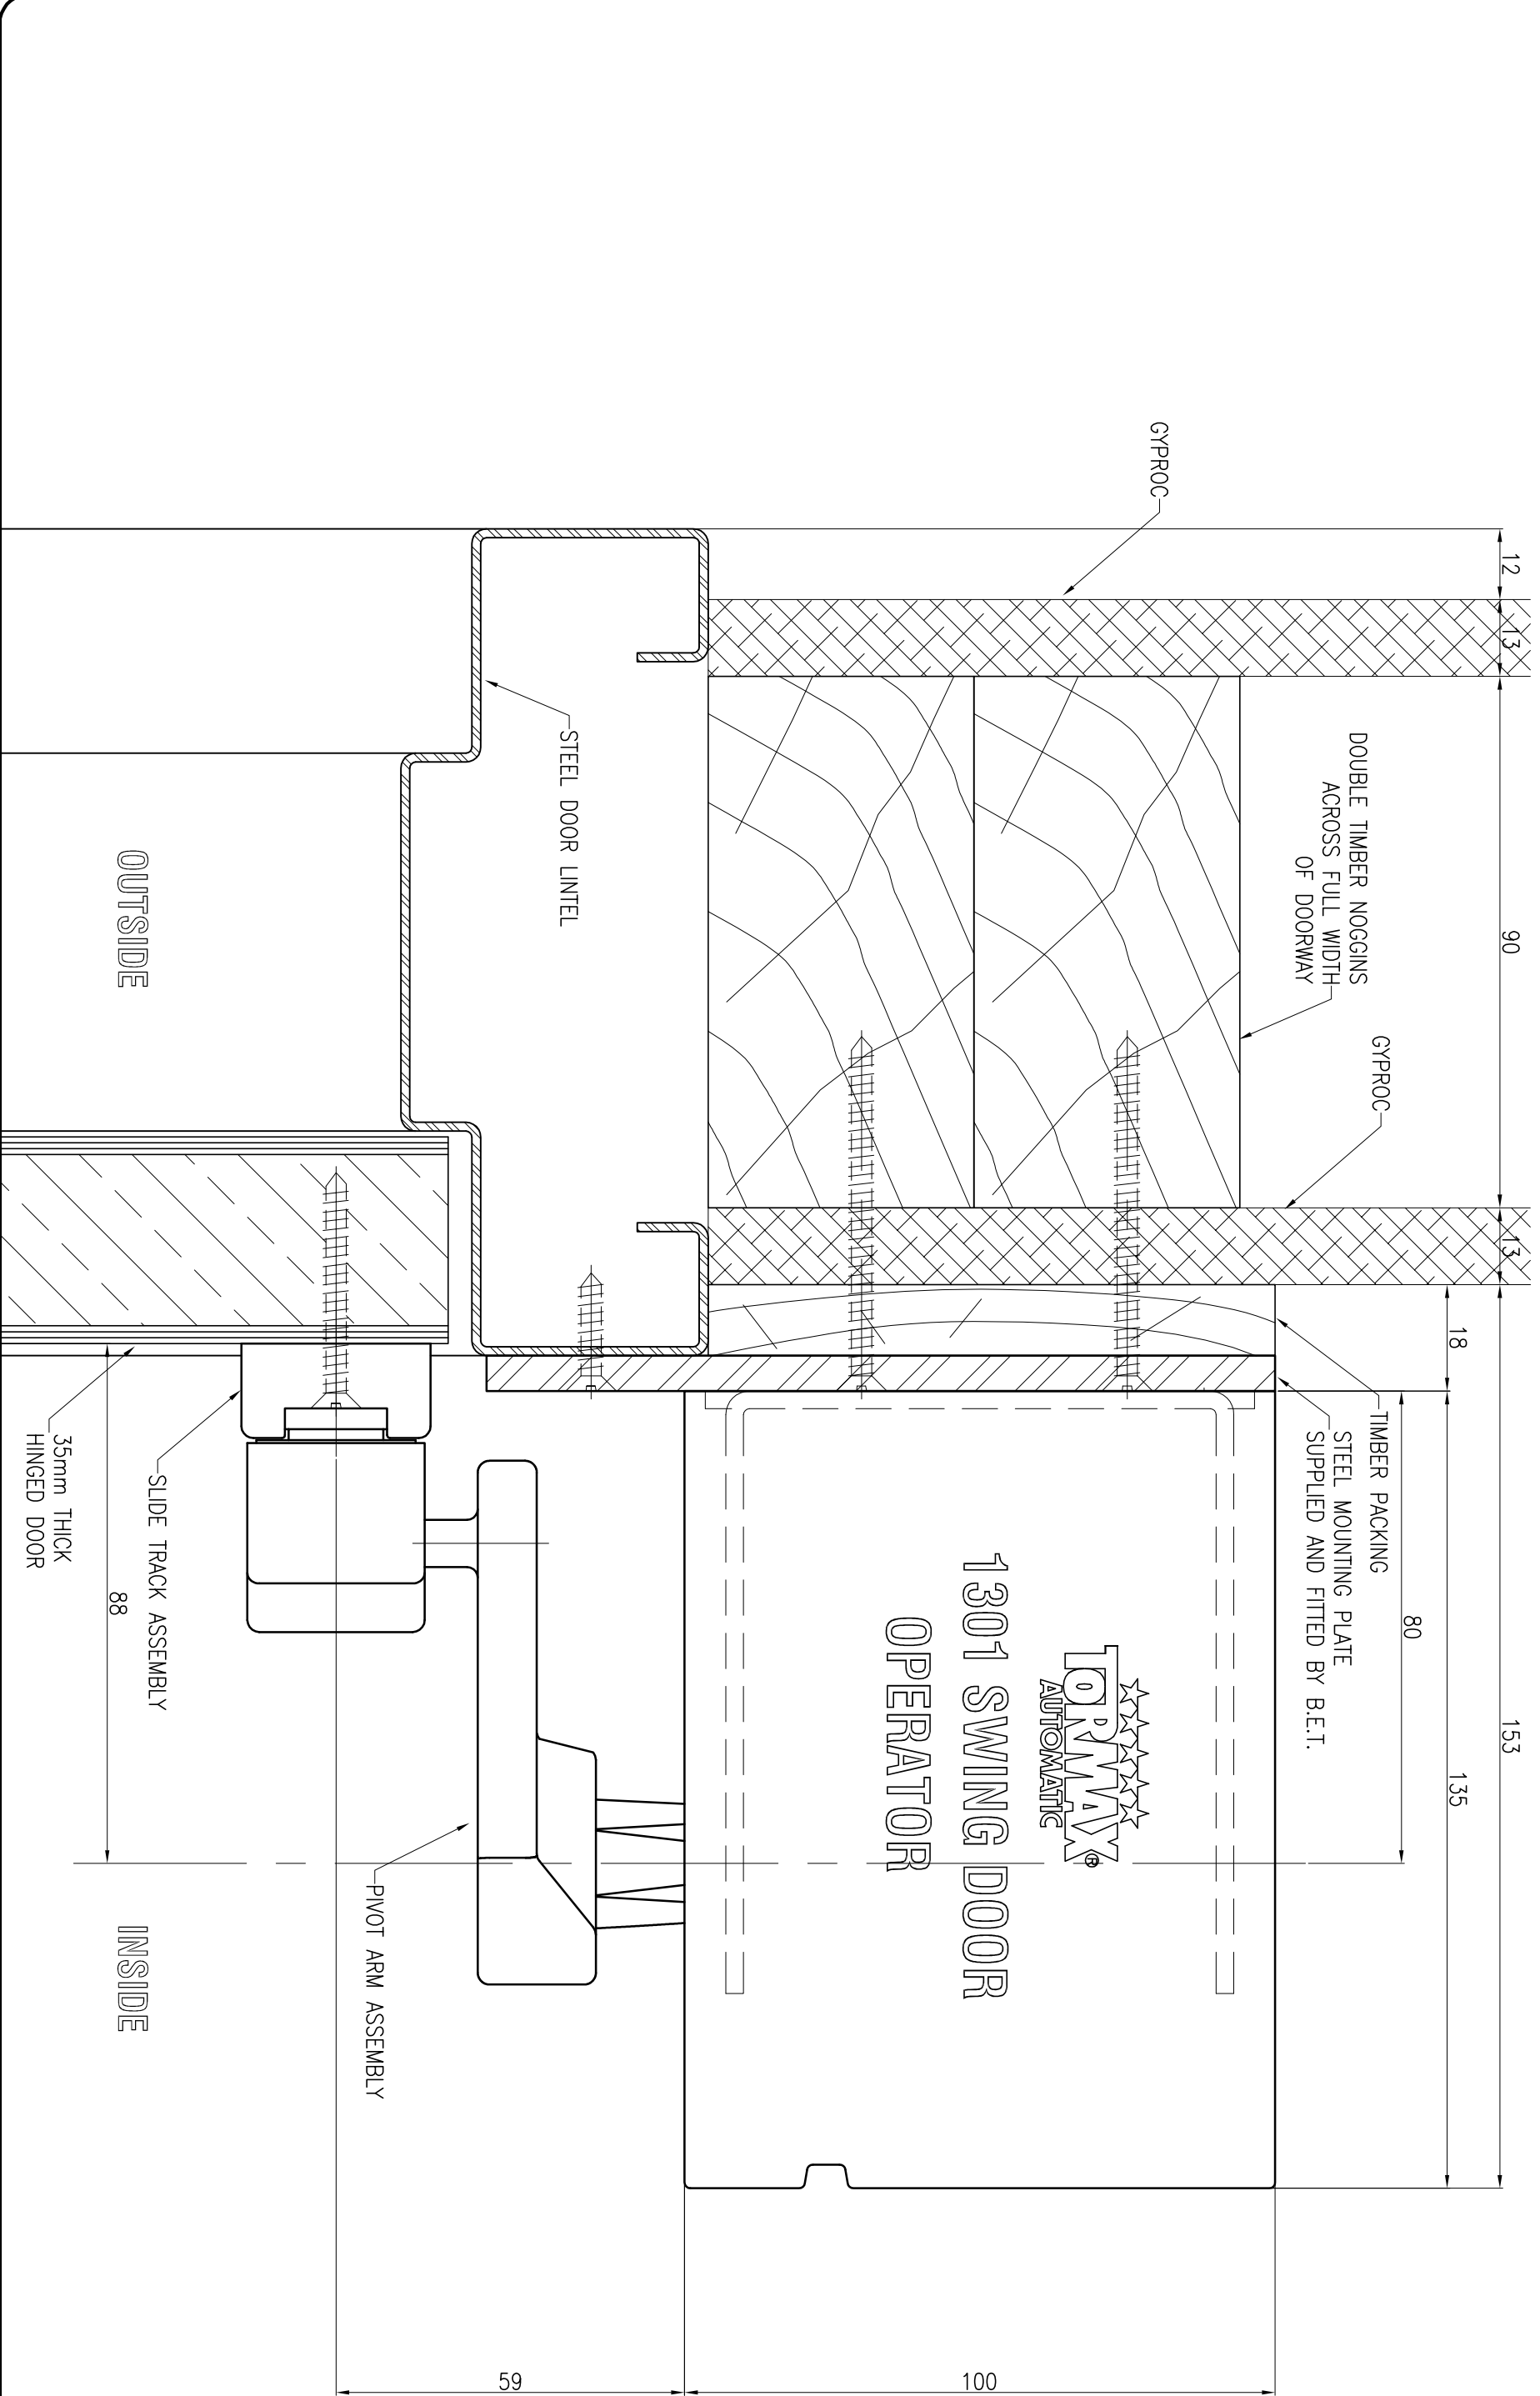 12
13
90
13
153
18
135
80
GYPROC
DOUBLE TIMBER NOGGINS
ACROSS FULL WIDTH
OF DOORWAY
GYPROC
TIMBER PACKING
STEEL MOUNTING PLATE
SUPPLIED AND FITTED BY B.E.T.
TORMAX®
AUTOMATIC
1301 SWING DOOR
OPERATOR
100
STEEL DOOR LINTEL
59
PIVOT ARM ASSEMBLY
SLIDE TRACK ASSEMBLY
OUTSIDE
INSIDE
88
35mm THICK
HINGED DOOR